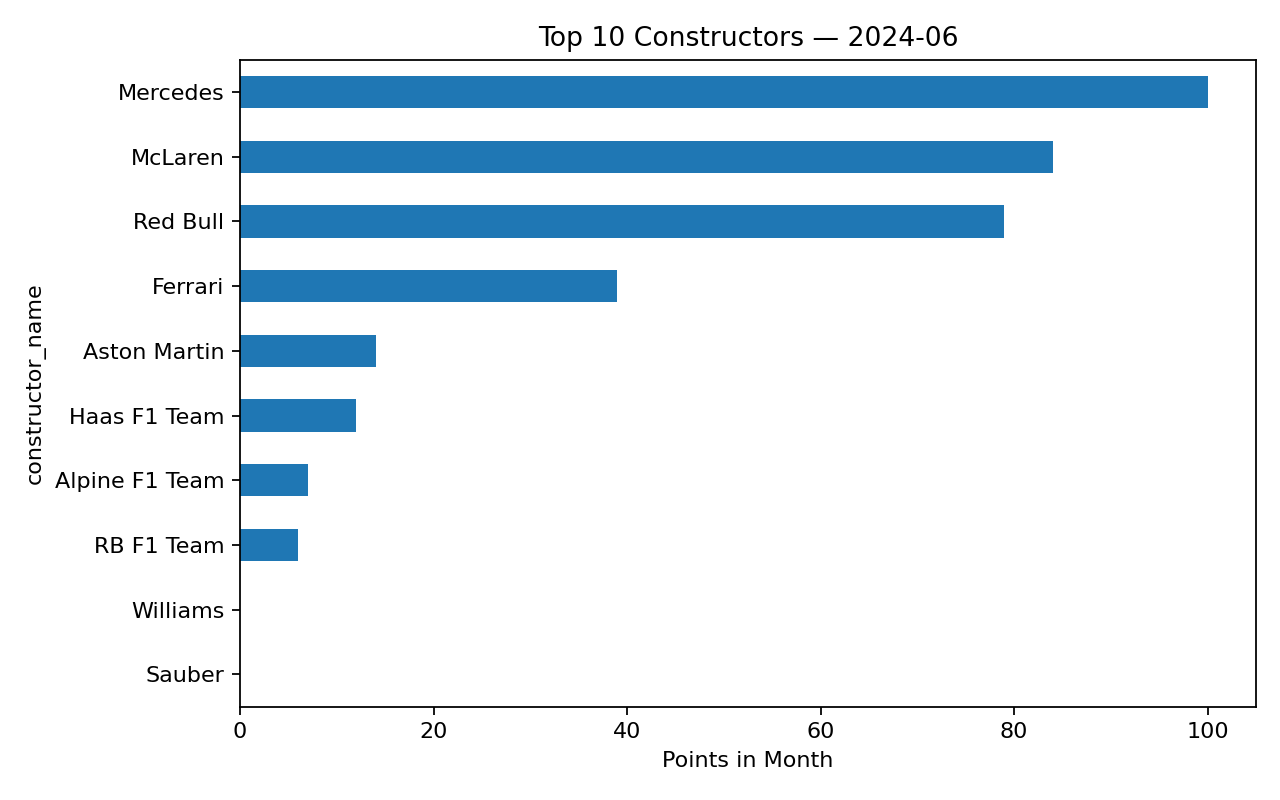 Top 10 Constructors — 2024-06
constructor_name
Mercedes
McLaren
Red Bull
Ferrari
Aston Martin
Haas F1 Team
Alpine F1 Team
RB F1 Team
Williams
Sauber
0 20 40 60 80 100
Points in Month